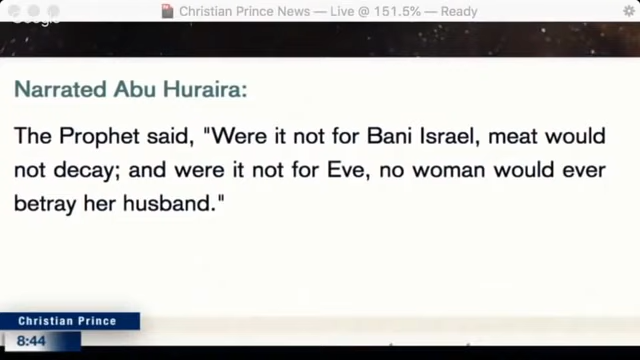 Christian Prince News — Live @ 151.5% — Ready
Google
Narrated Abu Huraira:
The Prophet said, "Were it not for Bani Israel, meat would
not decay; and were it not for Eve, no woman would ever
betray her husband."
Christian Prince
8:44